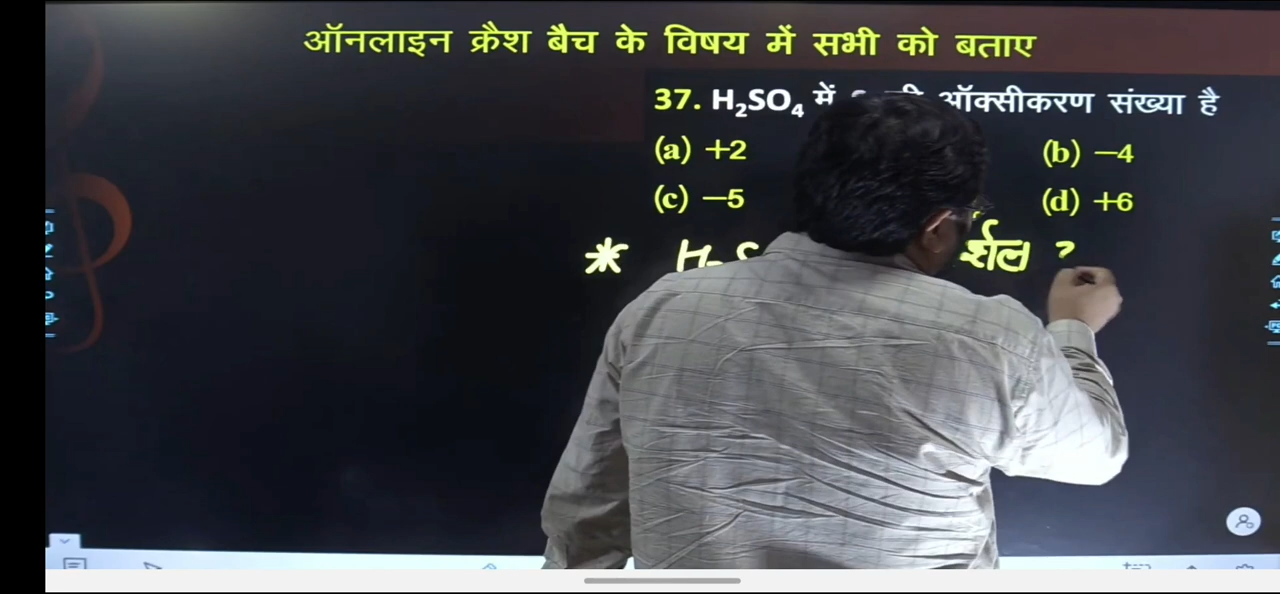 ऑनलाइन क्रैश बैच के विषय में सभी को बताए
37. H₂SO₄ में ऑक्सीकरण संख्या है
(a) +2
(b) −4
(c) −5
(d) +6
* ?